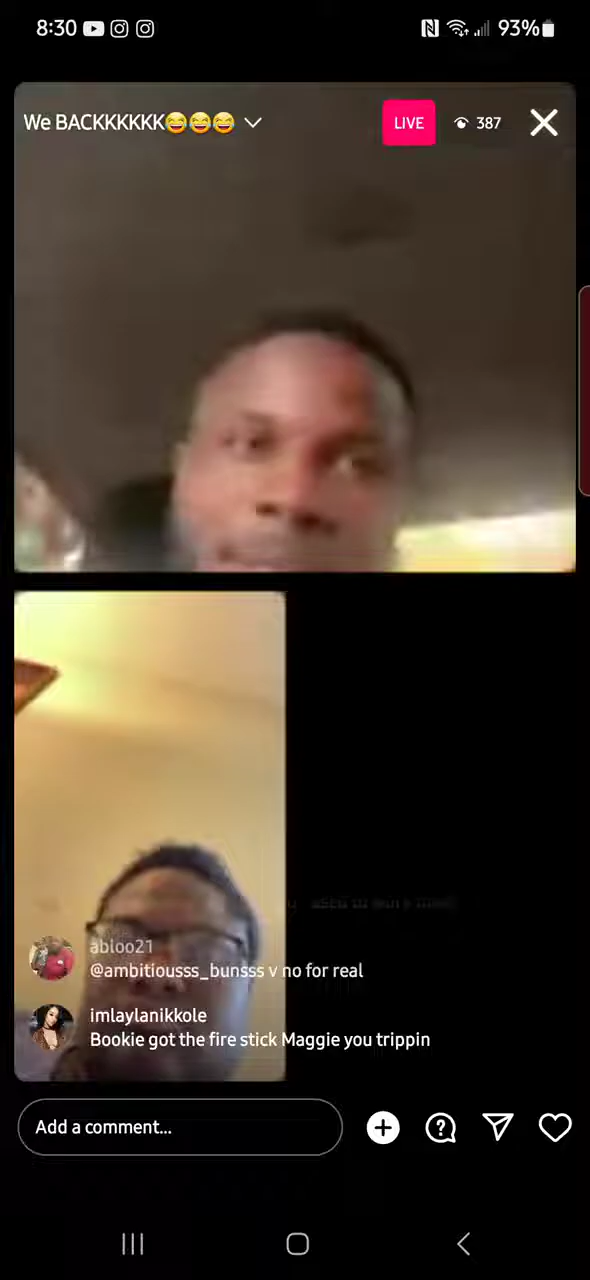 8:30
93%
We BACKKKKKK😂😂😂
LIVE
387
abloo21
@ambitiousss_bunsss v no for real
imlaylanikkole
Bookie got the fire stick Maggie you trippin
Add a comment...